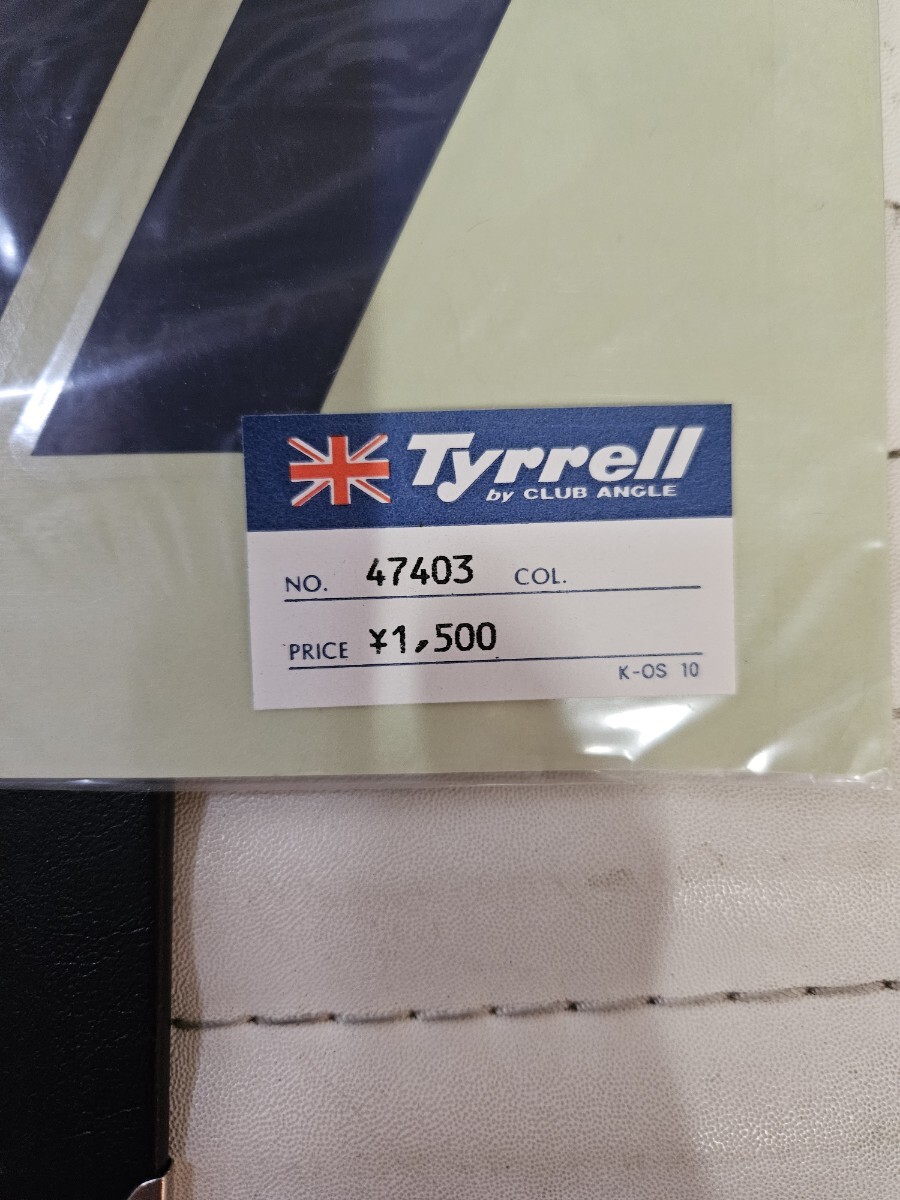 Tyrrell
by CLUB ANGLE
NO. 47403 COL.
PRICE ¥1,500
K-OS 10